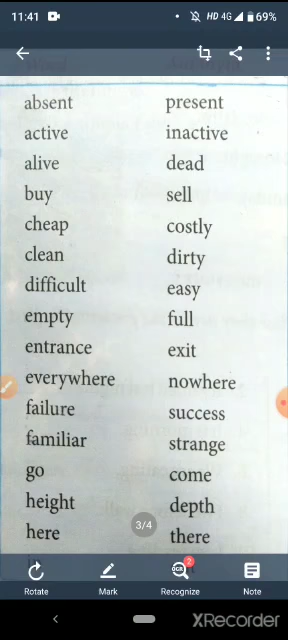 11:41 HD 4G 69%
absent present
active inactive
alive dead
buy sell
cheap costly
clean dirty
difficult easy
empty full
entrance exit
everywhere nowhere
failure success
familiar strange
go come
height depth
here there
3/4
OCR 2
Rotate Mark Recognize Note
XRecorder